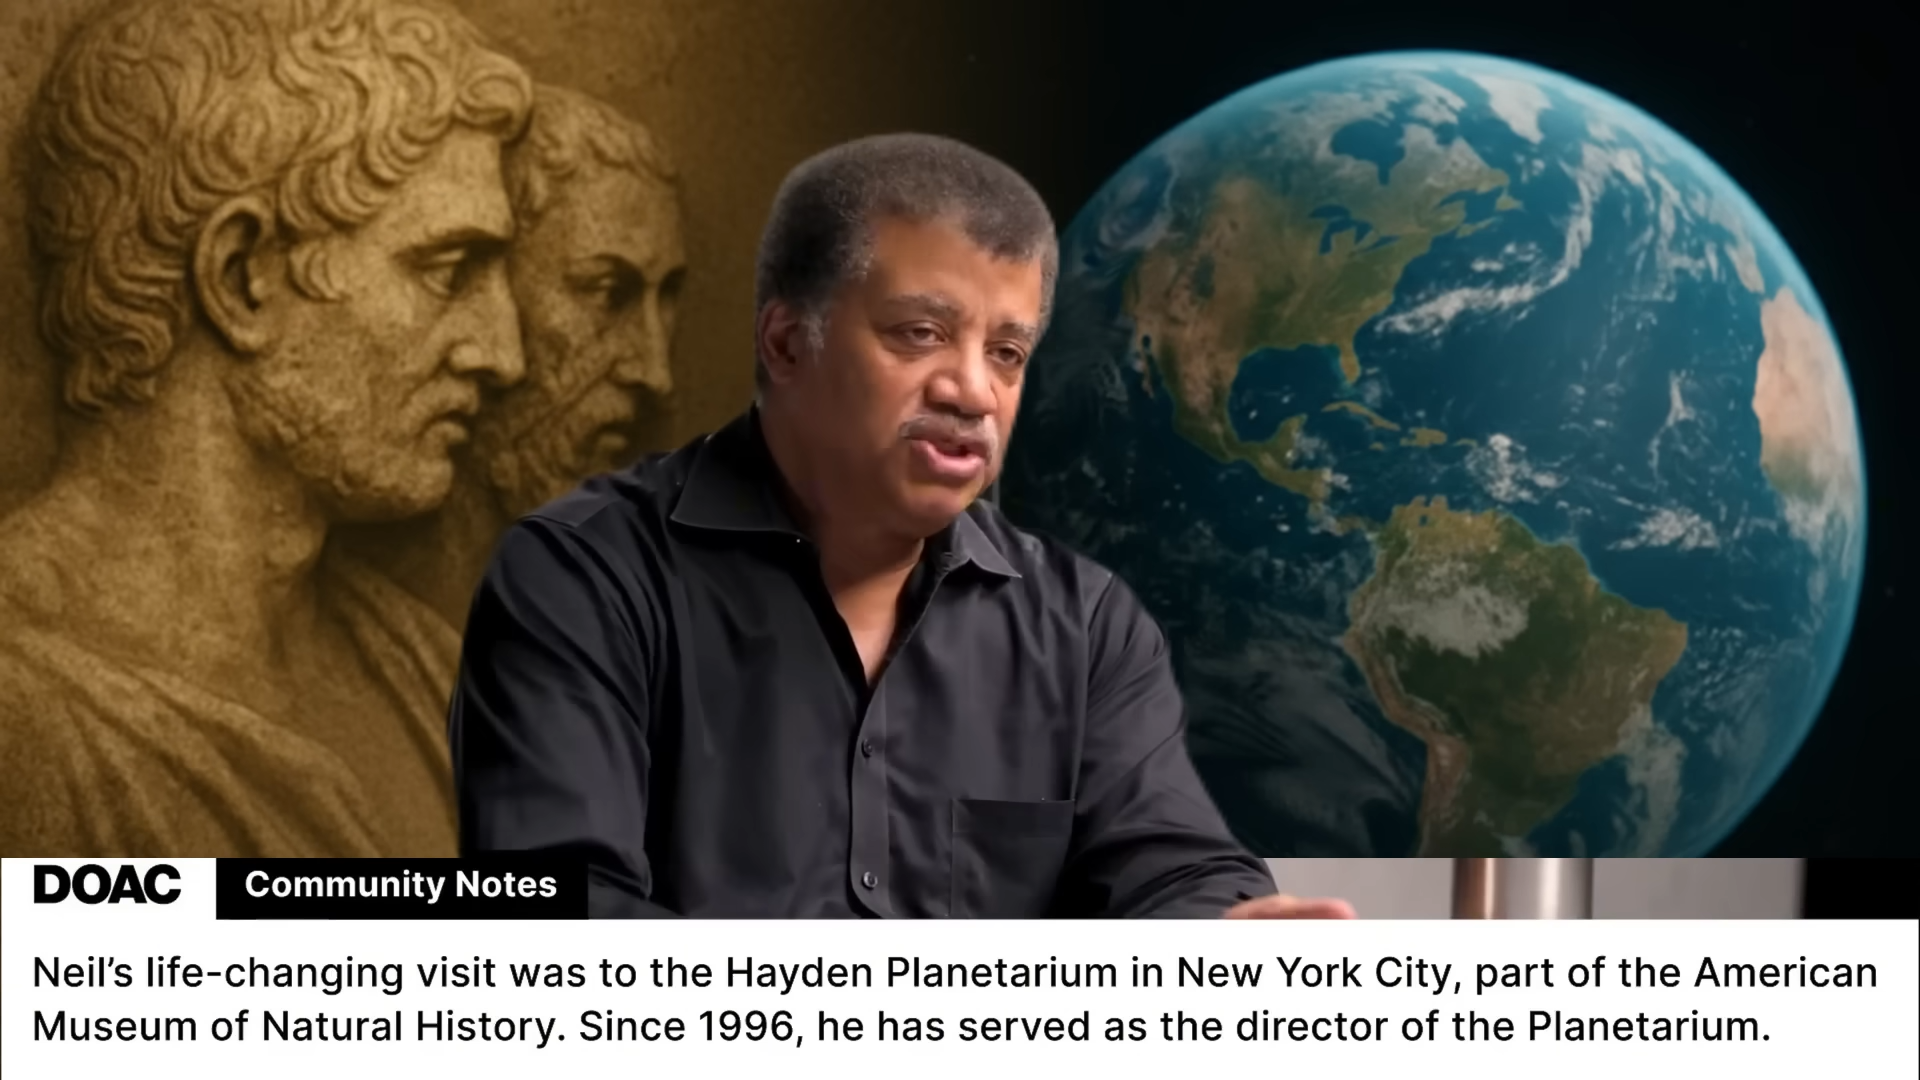 DOAC Community Notes
Neil’s life-changing visit was to the Hayden Planetarium in New York City, part of the American
Museum of Natural History. Since 1996, he has served as the director of the Planetarium.